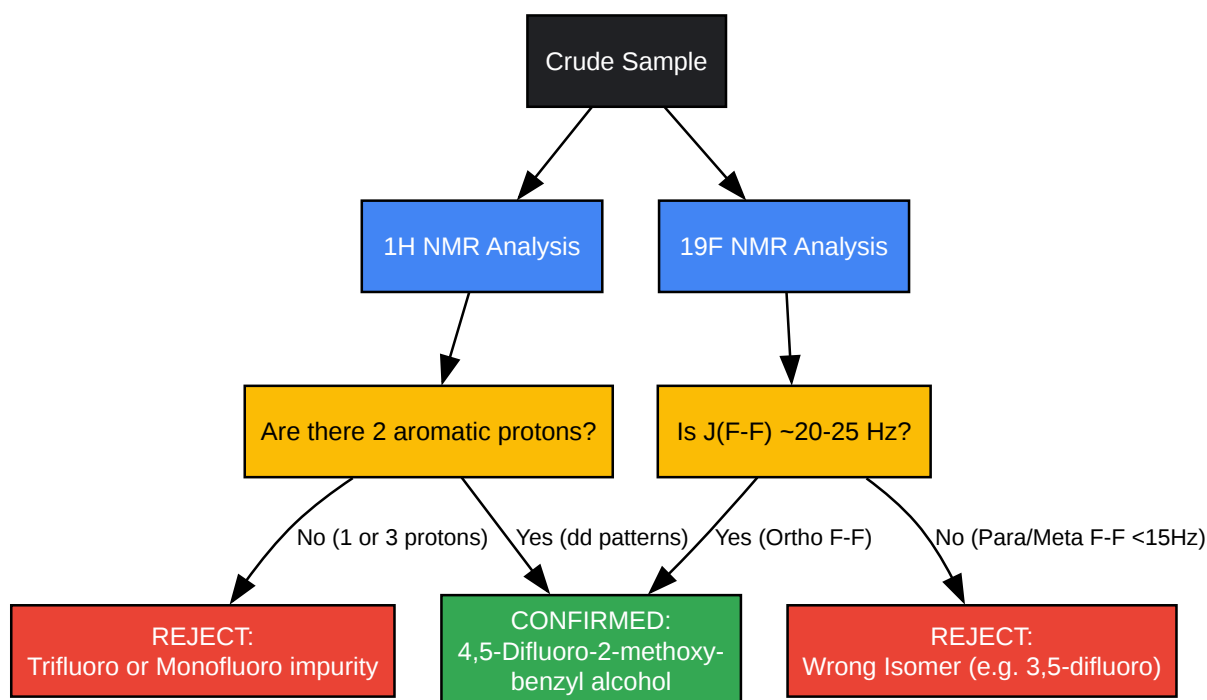 Crude Sample
1H NMR Analysis
19F NMR Analysis
Are there 2 aromatic protons?
Is J(F-F) ~20-25 Hz?
No (1 or 3 protons)
Yes (dd patterns)
Yes (Ortho F-F)
No (Para/Meta F-F <15Hz)
REJECT:
Trifluoro or Monofluoro impurity
CONFIRMED:
4,5-Difluoro-2-methoxy-
benzyl alcohol
REJECT:
Wrong Isomer (e.g. 3,5-difluoro)